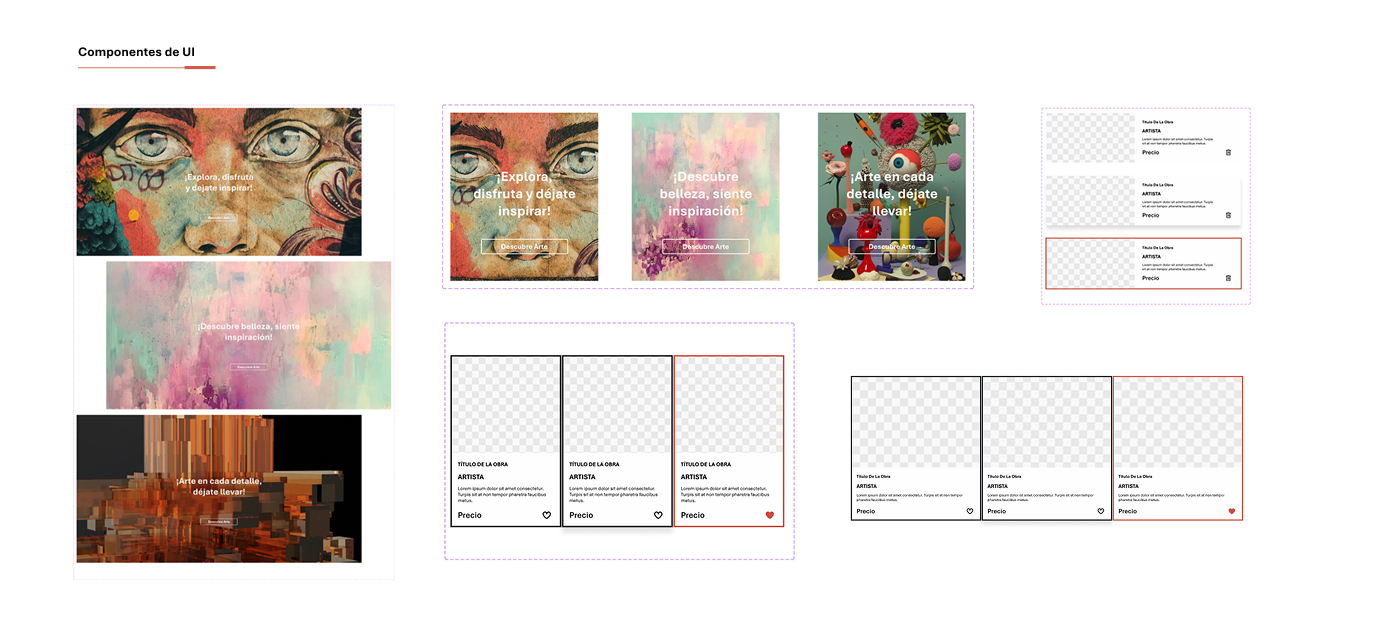 Componentes de UI
¡Explora, disfruta
y déjate inspirar!
Descubre Arte
¡Descubre belleza, siente
inspiración!
Descubre Arte
¡Arte en cada detalle,
déjate llevar!
Descubre Arte
¡Explora,
disfruta y déjate
inspirar!
Descubre Arte
¡Descubre
belleza, siente
inspiración!
Descubre Arte
¡Arte en cada
detalle, déjate
llevar!
Descubre Arte
Título De La Obra
ARTISTA
Lorem ipsum dolor sit amet consectetur. Turpis
sit at non tempor pharetra faucibus metus.
Precio
Título De La Obra
ARTISTA
Lorem ipsum dolor sit amet consectetur. Turpis
sit at non tempor pharetra faucibus metus.
Precio
Título De La Obra
ARTISTA
Lorem ipsum dolor sit amet consectetur. Turpis
sit at non tempor pharetra faucibus metus.
Precio
TÍTULO DE LA OBRA
ARTISTA
Lorem ipsum dolor sit amet consectetur.
Turpis sit at non tempor pharetra faucibus
metus.
Precio
TÍTULO DE LA OBRA
ARTISTA
Lorem ipsum dolor sit amet consectetur.
Turpis sit at non tempor pharetra faucibus
metus.
Precio
TÍTULO DE LA OBRA
ARTISTA
Lorem ipsum dolor sit amet consectetur.
Turpis sit at non tempor pharetra faucibus
metus.
Precio
Título De La Obra
ARTISTA
Lorem ipsum dolor sit amet consectetur. Turpis sit at non tempor
pharetra faucibus metus.
Precio
Título De La Obra
ARTISTA
Lorem ipsum dolor sit amet consectetur. Turpis sit at non tempor
pharetra faucibus metus.
Precio
Título De La Obra
ARTISTA
Lorem ipsum dolor sit amet consectetur. Turpis sit at non tempor
pharetra faucibus metus.
Precio